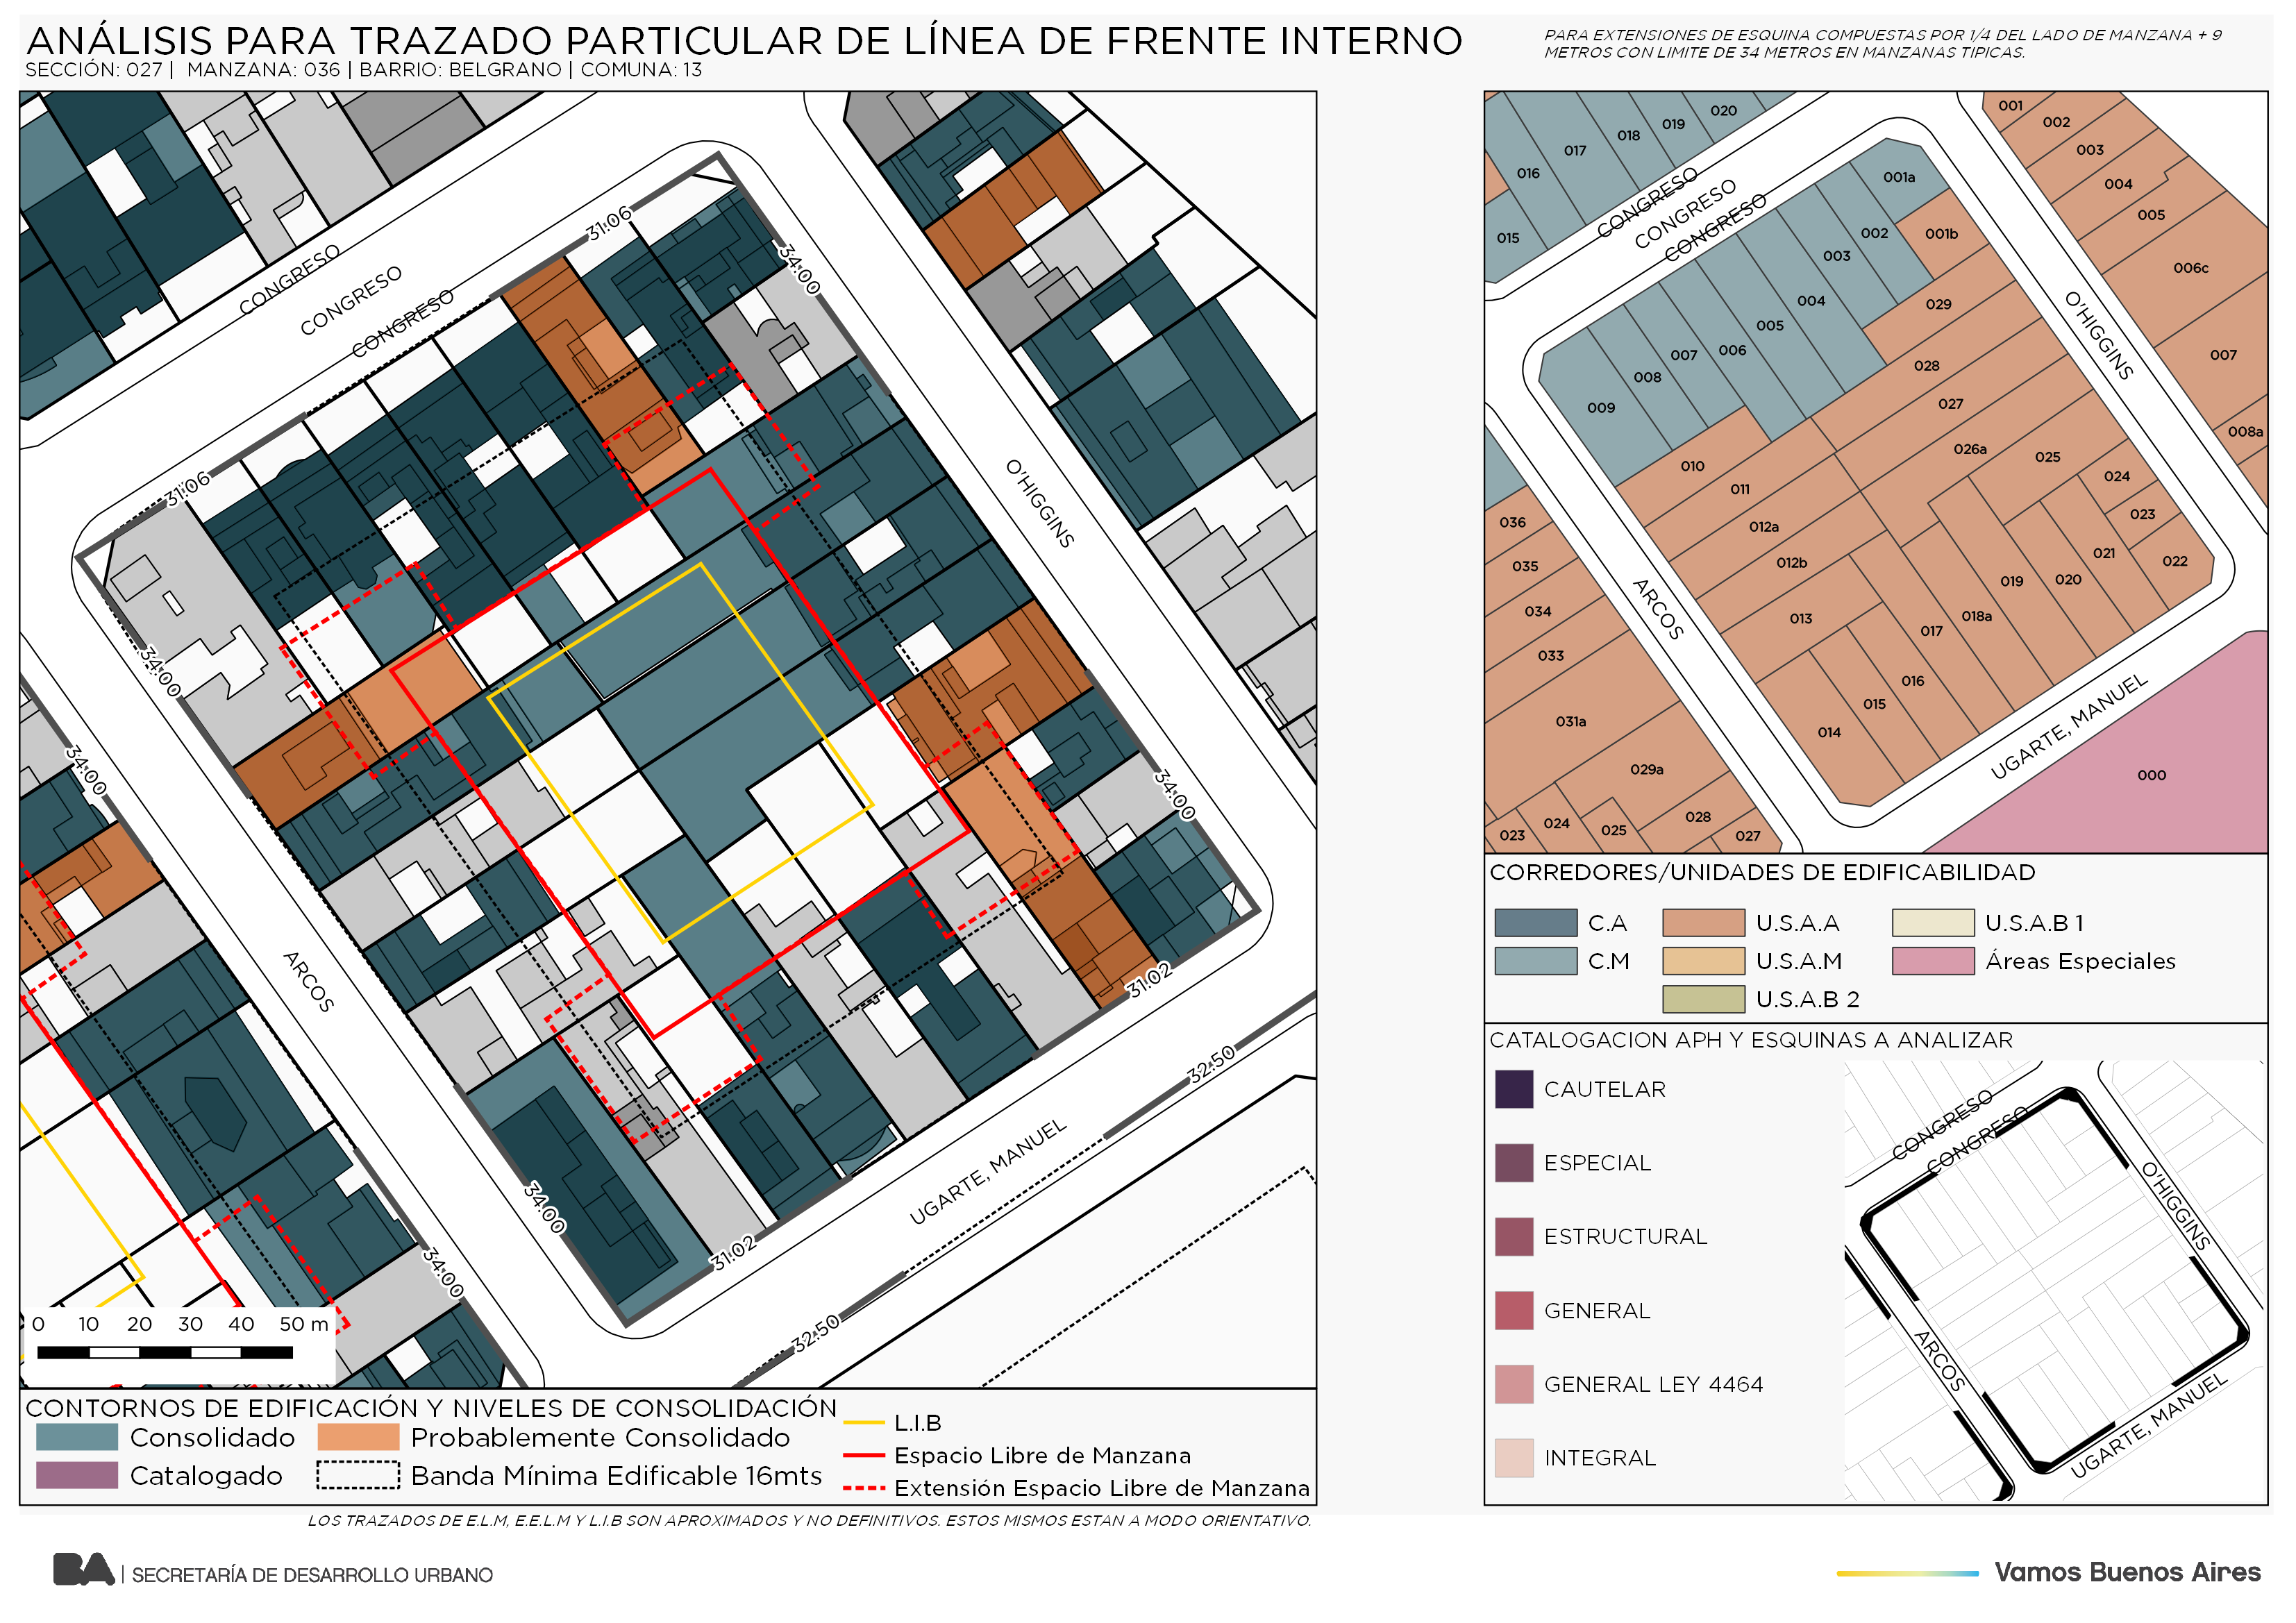 ANÁLISIS PARA TRAZADO PARTICULAR DE LÍNEA DE FRENTE INTERNO
SECCIÓN: 027 | MANZANA: 036 | BARRIO: BELGRANO | COMUNA: 13
PARA EXTENSIONES DE ESQUINA COMPUESTAS POR 1/4 DEL LADO DE MANZANA + 9
METROS CON LIMITE DE 34 METROS EN MANZANAS TIPICAS.
CONGRESO
CONGRESO
CONGRESO
31.06
31.06
34.00
34.00
34.00
34.00
34.00
34.00
31.02
31.02
32.50
32.50
O'HIGGINS
ARCOS
UGARTE, MANUEL
0 10 20 30 40 50 m
CONTORNOS DE EDIFICACIÓN Y NIVELES DE CONSOLIDACIÓN
Consolidado
Probablemente Consolidado
Catalogado
Banda Mínima Edificable 16mts
L.I.B
Espacio Libre de Manzana
Extensión Espacio Libre de Manzana
LOS TRAZADOS DE E.L.M, E.E.L.M Y L.I.B SON APROXIMADOS Y NO DEFINITIVOS. ESTOS MISMOS ESTAN A MODO ORIENTATIVO.
015
016
017
018
019
020
CONGRESO
CONGRESO
CONGRESO
001
002
003
004
005
006c
007
008a
001a
001b
002
003
004
005
006
007
008
009
010
011
012a
012b
013
014
015
016
017
018a
019
020
021
022
023
024
025
026a
027
028
029
036
035
034
033
031a
029a
028
027
025
024
023
000
O'HIGGINS
ARCOS
UGARTE, MANUEL
CORREDORES/UNIDADES DE EDIFICABILIDAD
C.A
U.S.A.A
U.S.A.B 1
C.M
U.S.A.M
Áreas Especiales
U.S.A.B 2
CATALOGACION APH Y ESQUINAS A ANALIZAR
CAUTELAR
ESPECIAL
ESTRUCTURAL
GENERAL
GENERAL LEY 4464
INTEGRAL
CONGRESO
CONGRESO
O'HIGGINS
ARCOS
UGARTE, MANUEL
BA | SECRETARÍA DE DESARROLLO URBANO
Vamos Buenos Aires